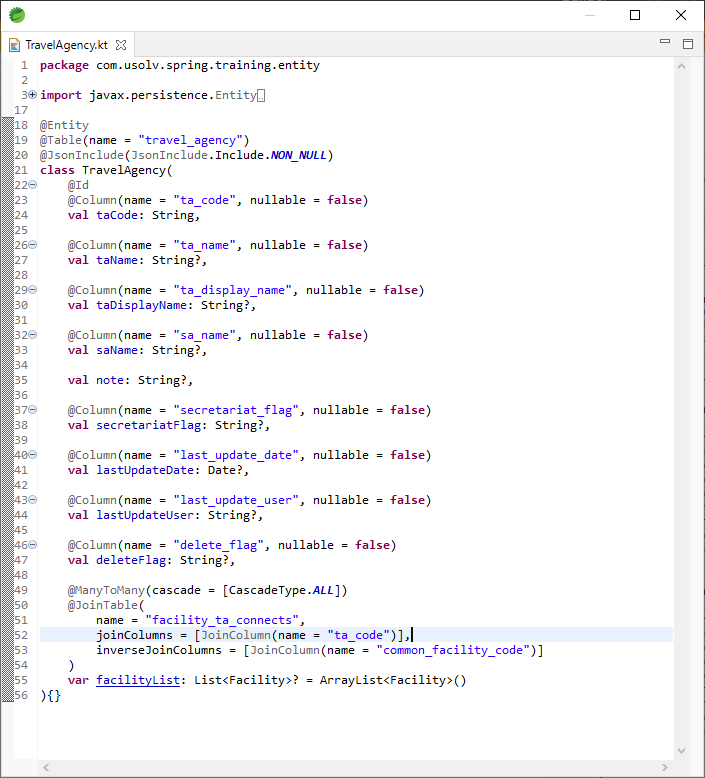 TravelAgency.kt
1 package com.usolv.spring.training.entity
2
3 import javax.persistence.Entity
17
18 @Entity
19 @Table(name = "travel_agency")
20 @JsonInclude(JsonInclude.Include.NON_NULL)
21 class TravelAgency(
22 @Id
23 @Column(name = "ta_code", nullable = false)
24 val taCode: String,
25
26 @Column(name = "ta_name", nullable = false)
27 val taName: String?,
28
29 @Column(name = "ta_display_name", nullable = false)
30 val taDisplayName: String?,
31
32 @Column(name = "sa_name", nullable = false)
33 val saName: String?,
34
35 val note: String?,
36
37 @Column(name = "secretariat_flag", nullable = false)
38 val secretariatFlag: String?,
39
40 @Column(name = "last_update_date", nullable = false)
41 val lastUpdateDate: Date?,
42
43 @Column(name = "last_update_user", nullable = false)
44 val lastUpdateUser: String?,
45
46 @Column(name = "delete_flag", nullable = false)
47 val deleteFlag: String?,
48
49 @ManyToMany(cascade = [CascadeType.ALL])
50 @JoinTable(
51 name = "facility_ta_connects",
52 joinColumns = [JoinColumn(name = "ta_code")],
53 inverseJoinColumns = [JoinColumn(name = "common_facility_code")]
54 )
55 var facilityList: List<Facility>? = ArrayList<Facility>()
56 ){}